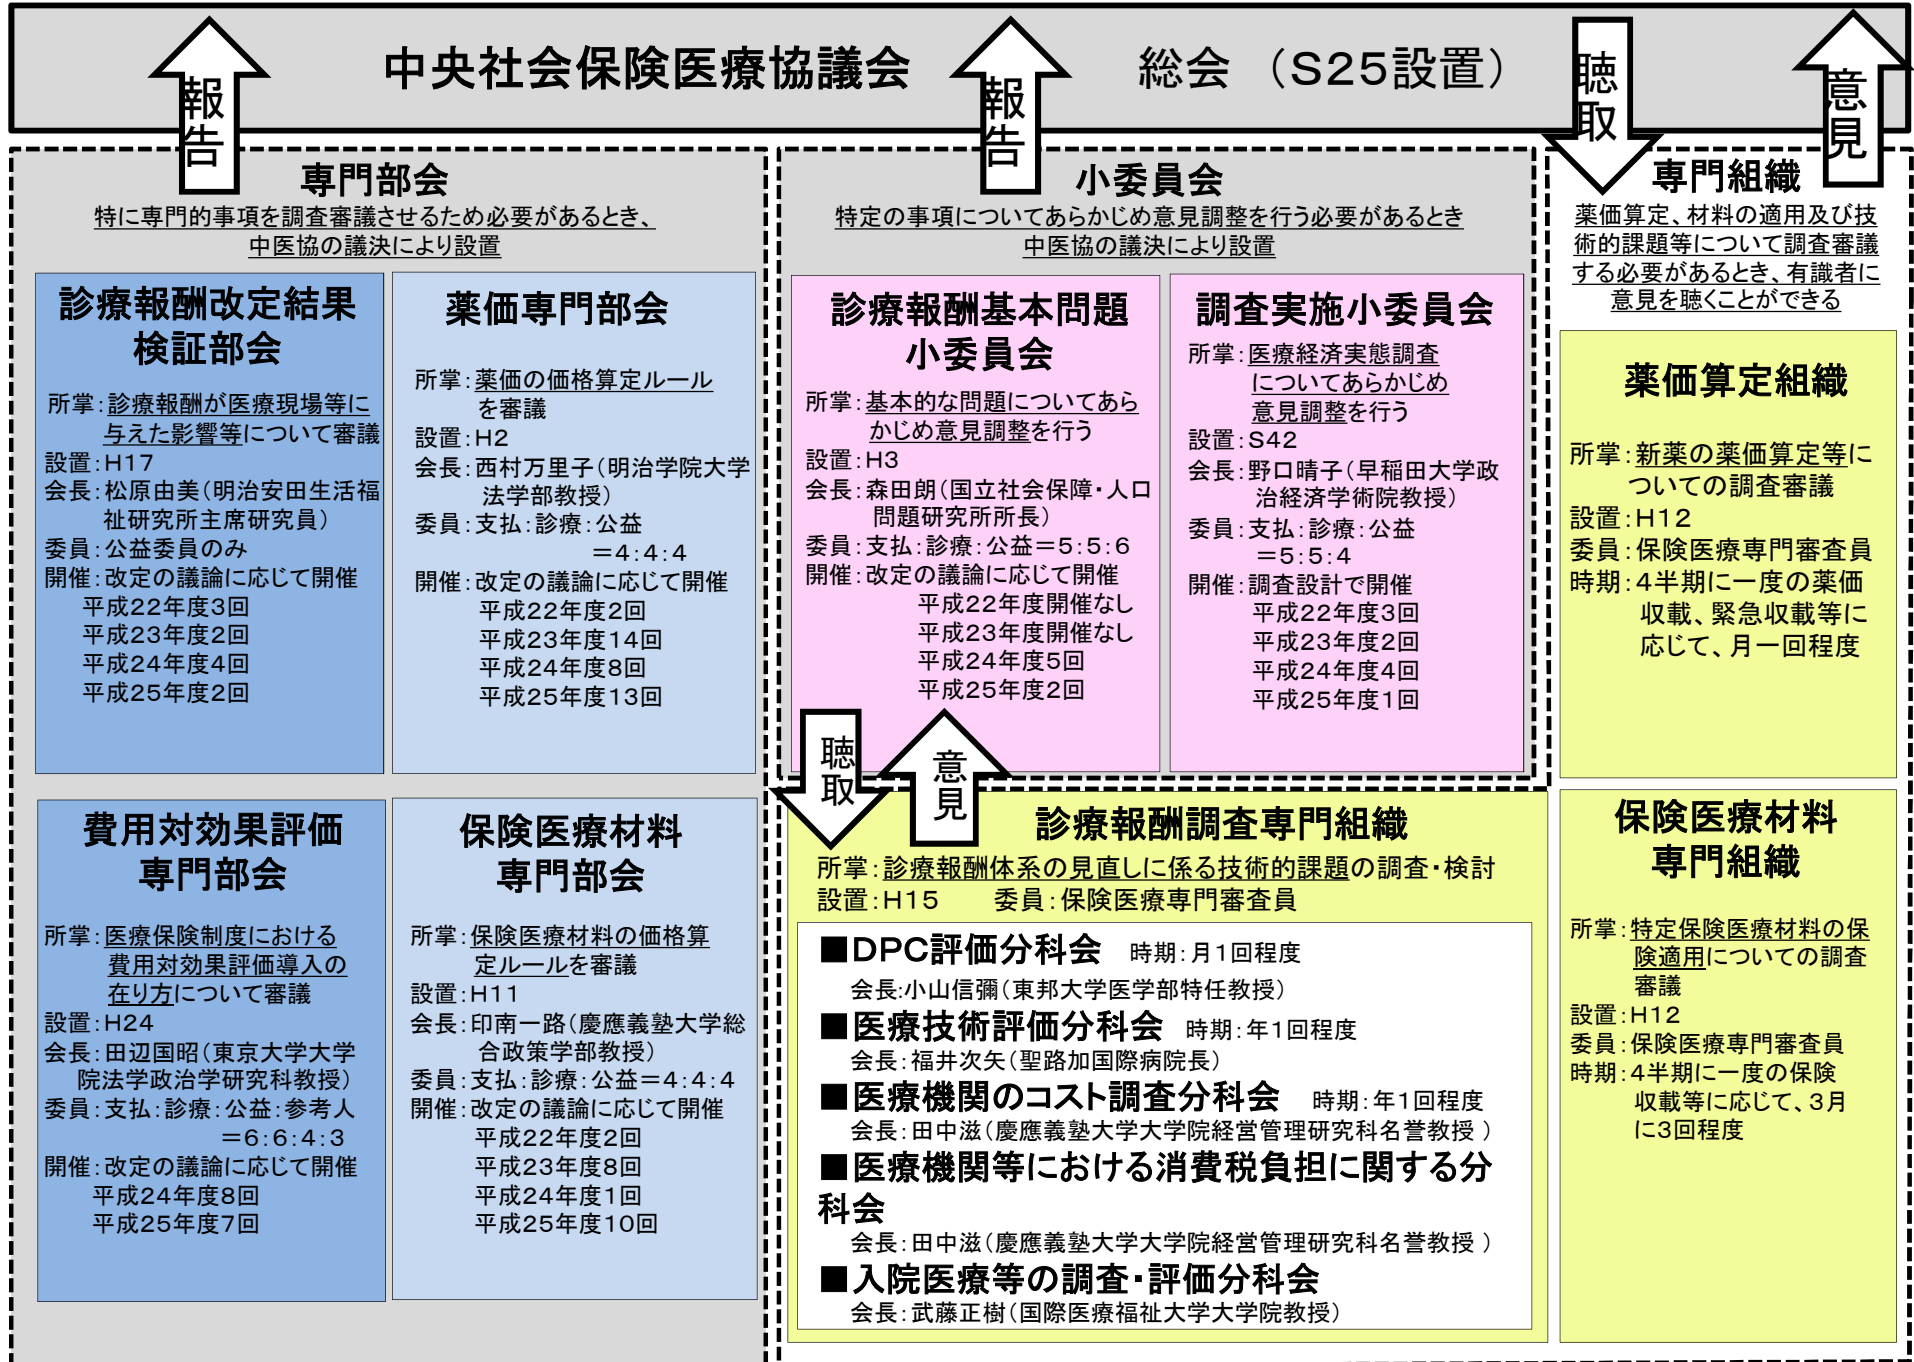 中央社会保険医療協議会　総会　（S25設置）
報告
報告
聴取
意見
専門部会
特に専門的事項を調査審議させるため必要があるとき、
中医協の議決により設置
診療報酬改定結果
検証部会
所掌：診療報酬が医療現場等に
与えた影響等について審議
設置：H17
会長：松原由美（明治安田生活福
祉研究所主席研究員）
委員：公益委員のみ
開催：改定の議論に応じて開催
平成22年度3回
平成23年度2回
平成24年度4回
平成25年度2回
薬価専門部会
所掌：薬価の価格算定ルール
を審議
設置：H2
会長：西村万里子（明治学院大学
法学部教授）
委員：支払：診療：公益
＝4：4：4
開催：改定の議論に応じて開催
平成22年度2回
平成23年度14回
平成24年度8回
平成25年度13回
費用対効果評価
専門部会
所掌：医療保険制度における
費用対効果評価導入の
在り方について審議
設置：H24
会長：田辺国昭（東京大学大学
院法学政治学研究科教授）
委員：支払：診療：公益：参考人
＝6：6：4：3
開催：改定の議論に応じて開催
平成24年度8回
平成25年度7回
保険医療材料
専門部会
所掌：保険医療材料の価格算
定ルールを審議
設置：H11
会長：印南一路（慶應義塾大学総
合政策学部教授）
委員：支払：診療：公益＝4：4：4
開催：改定の議論に応じて開催
平成22年度2回
平成23年度8回
平成24年度1回
平成25年度10回
小委員会
特定の事項についてあらかじめ意見調整を行う必要があるとき
中医協の議決により設置
診療報酬基本問題
小委員会
所掌：基本的な問題についてあら
かじめ意見調整を行う
設置：H3
会長：森田朗（国立社会保障・人口
問題研究所所長）
委員：支払：診療：公益＝5：5：6
開催：改定の議論に応じて開催
平成22年度開催なし
平成23年度開催なし
平成24年度5回
平成25年度2回
調査実施小委員会
所掌：医療経済実態調査
についてあらかじめ
意見調整を行う
設置：S42
会長：野口晴子（早稲田大学政
治経済学術院教授）
委員：支払：診療：公益
＝5：5：4
開催：調査設計で開催
平成22年度3回
平成23年度2回
平成24年度4回
平成25年度1回
聴取
意見
診療報酬調査専門組織
所掌：診療報酬体系の見直しに係る技術的課題の調査・検討
設置：H15　委員：保険医療専門審査員
■DPC評価分科会　時期：月1回程度
会長:小山信彌（東邦大学医学部特任教授）
■医療技術評価分科会　時期：年1回程度
会長：福井次矢（聖路加国際病院長）
■医療機関のコスト調査分科会　時期：年1回程度
会長：田中滋（慶應義塾大学大学院経営管理研究科名誉教授 ）
■医療機関等における消費税負担に関する分
科会
会長：田中滋（慶應義塾大学大学院経営管理研究科名誉教授 ）
■入院医療等の調査・評価分科会
会長：武藤正樹（国際医療福祉大学大学院教授）
専門組織
薬価算定、材料の適用及び技
術的課題等について調査審議
する必要があるとき、有識者に
意見を聴くことができる
薬価算定組織
所掌：新薬の薬価算定等に
ついての調査審議
設置：H12
委員：保険医療専門審査員
時期：4半期に一度の薬価
収載、緊急収載等に
応じて、月一回程度
保険医療材料
専門組織
所掌：特定保険医療材料の保
険適用についての調査
審議
設置：H12
委員：保険医療専門審査員
時期：4半期に一度の保険
収載等に応じて、3月
に3回程度